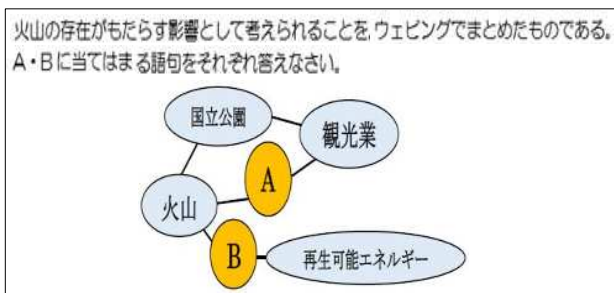 火山の存在がもたらす影響として考えられることを，ウェビングでまとめたものである。
A・Bに当てはまる語句をそれぞれ答えなさい。
国立公園
観光業
A
火山
B
再生可能エネルギー